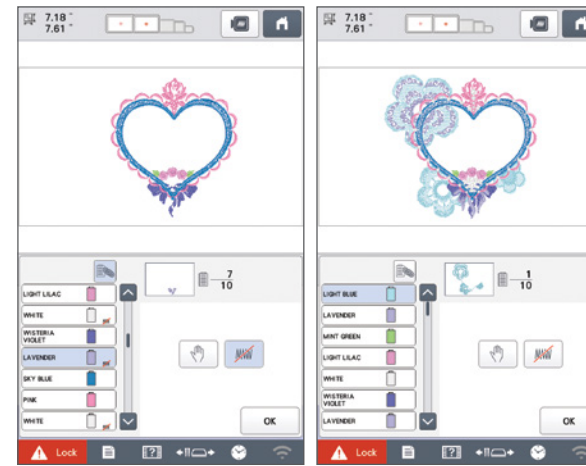 7.18 "
7.61 "
7
10
LIGHT LILAC
WHITE
WISTERIA
VIOLET
LAVENDER
SKY BLUE
PINK
WHITE
OK
Lock
7.18 "
7.61 "
1
10
LIGHT BLUE
LAVENDER
MINT GREEN
LIGHT LILAC
WHITE
WISTERIA
VIOLET
LAVENDER
OK
Lock